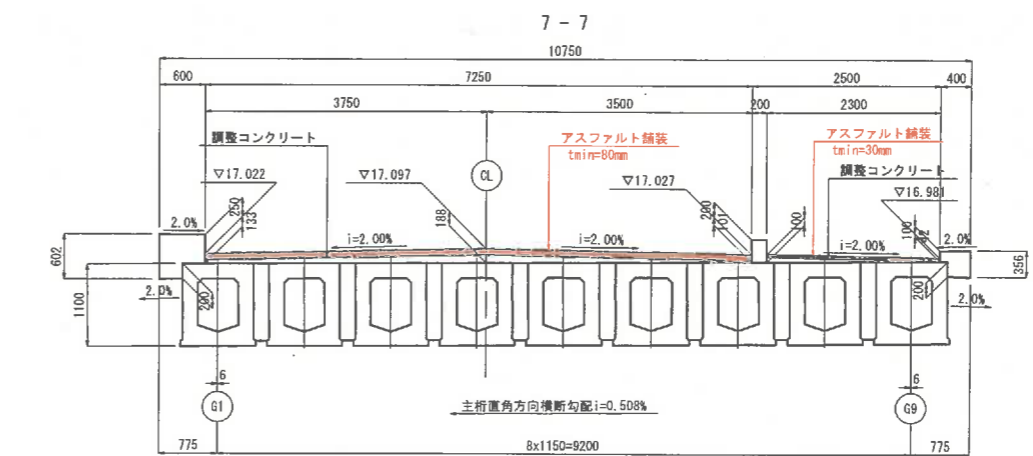 7 - 7
10750
600
7250
2500
400
3750
3500
200
2300
調整コンクリート
アスファルト舗装
tmin=80mm
アスファルト舗装
tmin=30mm
調整コンクリート
▽17.022
▽17.097
CL
▽17.027
▽16.981
250
133
188
200
101
100
100
2.0%
i=2.00%
i=2.00%
i=2.00%
2.0%
602
356
1100
2.0%
200
200
2.0%
6
6
G1
主桁直角方向横断勾配i=0.508%
G9
775
8x1150=9200
775